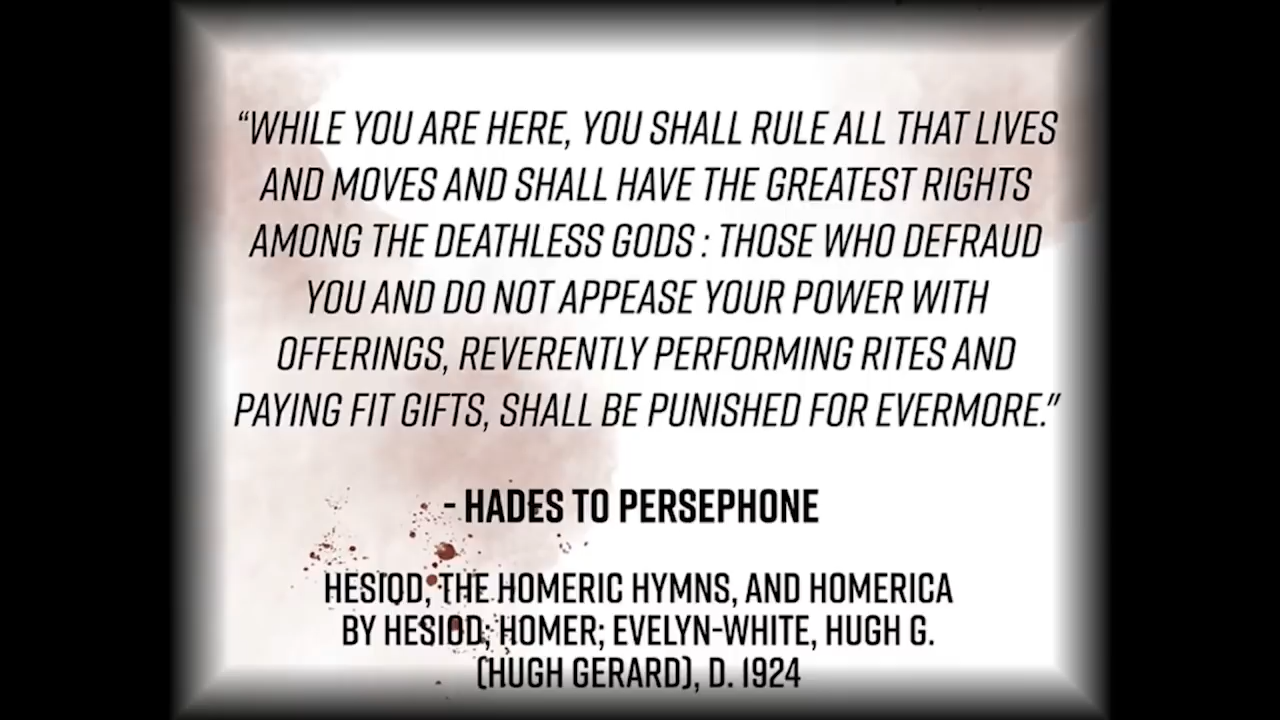 “WHILE YOU ARE HERE, YOU SHALL RULE ALL THAT LIVES
AND MOVES AND SHALL HAVE THE GREATEST RIGHTS
AMONG THE DEATHLESS GODS : THOSE WHO DEFRAUD
YOU AND DO NOT APPEASE YOUR POWER WITH
OFFERINGS, REVERENTLY PERFORMING RITES AND
PAYING FIT GIFTS, SHALL BE PUNISHED FOR EVERMORE.”
- HADES TO PERSEPHONE
HESIOD, THE HOMERIC HYMNS, AND HOMERICA
BY HESIOD; HOMER; EVELYN-WHITE, HUGH G.
(HUGH GERARD), D. 1924